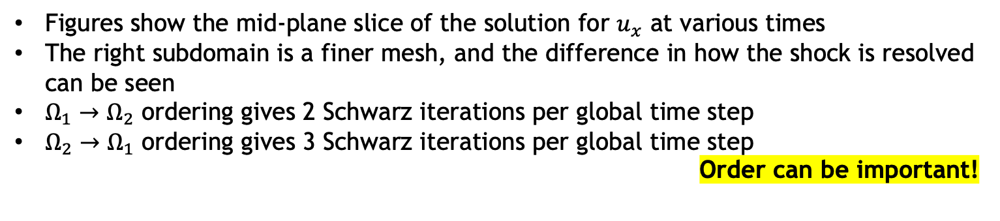 • Figures show the mid-plane slice of the solution for 𝑢ₓ at various times
• The right subdomain is a finer mesh, and the difference in how the shock is resolved
can be seen
• Ω₁ → Ω₂ ordering gives 2 Schwarz iterations per global time step
• Ω₂ → Ω₁ ordering gives 3 Schwarz iterations per global time step
Order can be important!